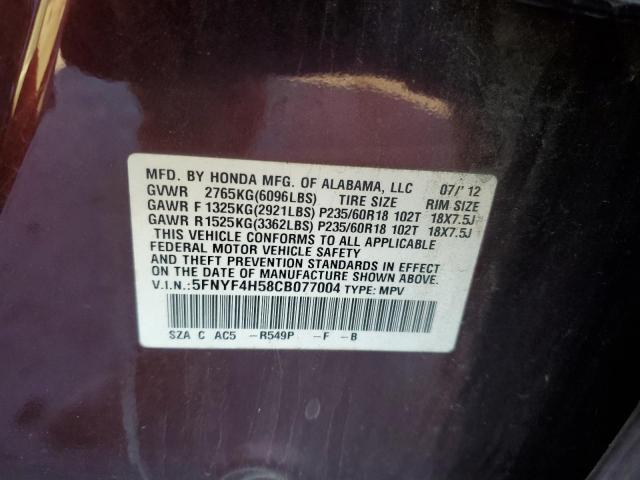 MFD. BY HONDA MFG. OF ALABAMA, LLC 07/'12
GVWR 2765KG(6096LBS) TIRE SIZE RIM SIZE
GAWR F 1325KG(2921LBS) P235/60R18 102T 18X7.5J
GAWR R1525KG(3362LBS) P235/60R18 102T 18X7.5J
THIS VEHICLE CONFORMS TO ALL APPLICABLE
FEDERAL MOTOR VEHICLE SAFETY
AND THEFT PREVENTION STANDARDS IN EFFECT
ON THE DATE OF MANUFACTURE SHOWN ABOVE.
V.I.N.:5FNYF4H58CB077004 TYPE: MPV
SZA C AC5 -R549P -F -B